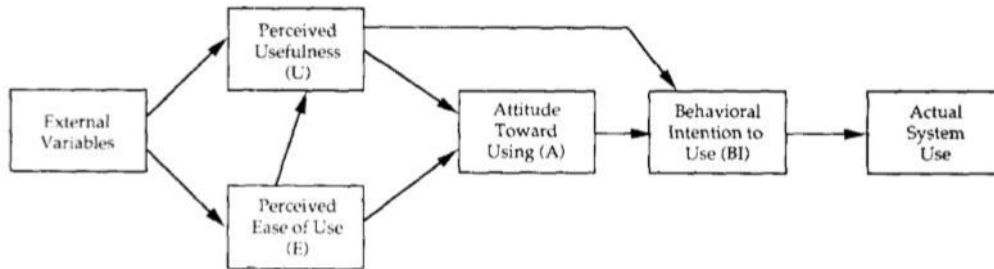 Perceived
Usefulness
(U)
External
Variables
Perceived
Ease of Use
(E)
Attitude
Toward
Using (A)
Behavioral
Intention to
Use (BI)
Actual
System
Use